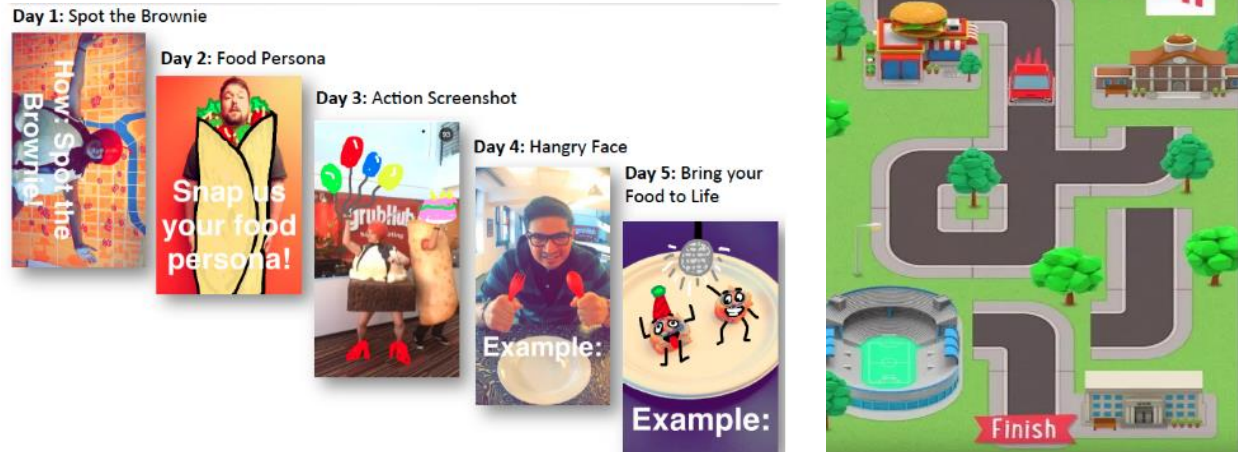 Day 1: Spot the Brownie
How: Spot the
Brownie!
Day 2: Food Persona
Snap us
your food
persona!
Day 3: Action Screenshot
grubHub
Day 4: Hangry Face
Example:
Day 5: Bring your
Food to Life
Example:
Finish